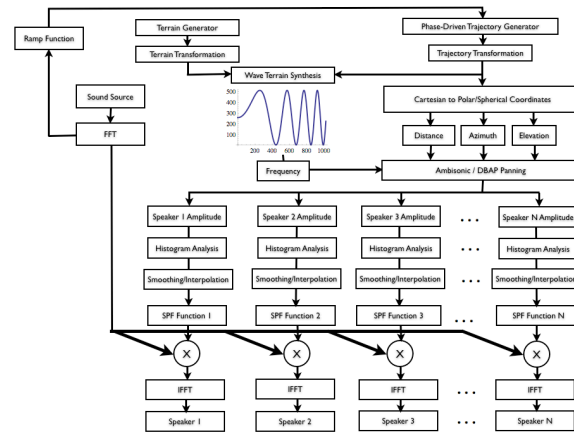 Terrain Generator
Phase-Driven Trajectory Generator
Ramp Function
Terrain Transformation
Trajectory Transformation
Wave Terrain Synthesis
Sound Source
Cartesian to Polar/Spherical Coordinates
500
400
300
200
100
200 400 600 800 1000
FFT
Distance
Azimuth
Elevation
Frequency
Ambisonic / DBAP Panning
Speaker 1 Amplitude
Speaker 2 Amplitude
Speaker 3 Amplitude
...
Speaker N Amplitude
Histogram Analysis
Histogram Analysis
Histogram Analysis
Histogram Analysis
Smoothing/Interpolation
Smoothing/Interpolation
Smoothing/Interpolation
...
Smoothing/Interpolation
SPF Function 1
SPF Function 2
SPF Function 3
...
SPF Function N
X
X
X
X
IFFT
IFFT
IFFT
...
IFFT
Speaker 1
Speaker 2
Speaker 3
...
Speaker N